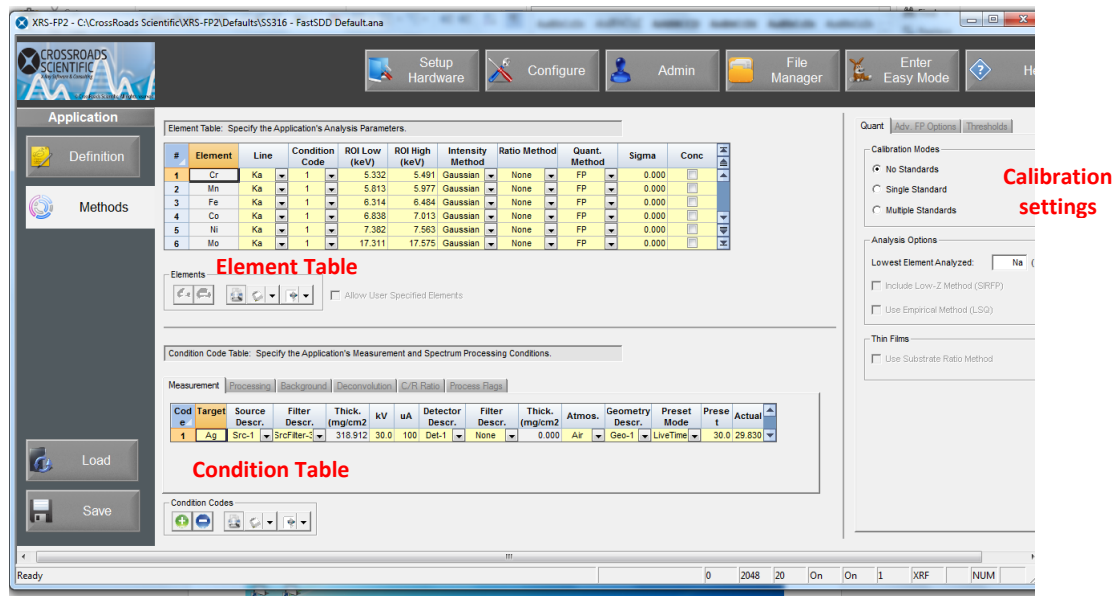 XRS-FP2 - C:\CrossRoads Scientific\XRS-FP2\Defaults\SS316 - FastSDD Default.ana
CROSSROADS
SCIENTIFIC
Setup
Hardware
Configure
Admin
File
Manager
Enter
Easy Mode
He
Application
Definition
Methods
Load
Save
Element Table: Specify the Application's Analysis Parameters.
# Element Line Condition Code ROI Low (keV) ROI High (keV) Intensity Method Ratio Method Quant. Method Sigma Conc
1 Cr Ka 1 5.332 5.491 Gaussian None FP 0.000
2 Mn Ka 1 5.813 5.977 Gaussian None FP 0.000
3 Fe Ka 1 6.314 6.484 Gaussian None FP 0.000
4 Co Ka 1 6.838 7.013 Gaussian None FP 0.000
5 Ni Ka 1 7.382 7.563 Gaussian None FP 0.000
6 Mo Ka 1 17.311 17.575 Gaussian None FP 0.000
Element Table
Elements
Allow User Specified Elements
Condition Code Table: Specify the Application's Measurement and Spectrum Processing Conditions.
Measurement Processing Background Deconvolution C/R Ratio Process Flags
Code Target Source Descr. Filter Descr. Thick. (mg/cm2 kV uA Detector Descr. Filter Descr. Thick. (mg/cm2 Atmos. Geometry Descr. Preset Mode Preset Actual
1 Ag Src-1 SrcFilter-3 318.912 30.0 100 Det-1 None 0.000 Air Geo-1 LiveTime 30.0 29.830
Condition Table
Condition Codes
Quant Adv. FP Options Thresholds
Calibration Modes
No Standards
Single Standard
Multiple Standards
Calibration
settings
Analysis Options
Lowest Element Analyzed: Na (
Include Low-Z Method (SIRFP)
Use Empirical Method (LSQ)
Thin Films
Use Substrate Ratio Method
Ready
0 2048 20 On On 1 XRF NUM